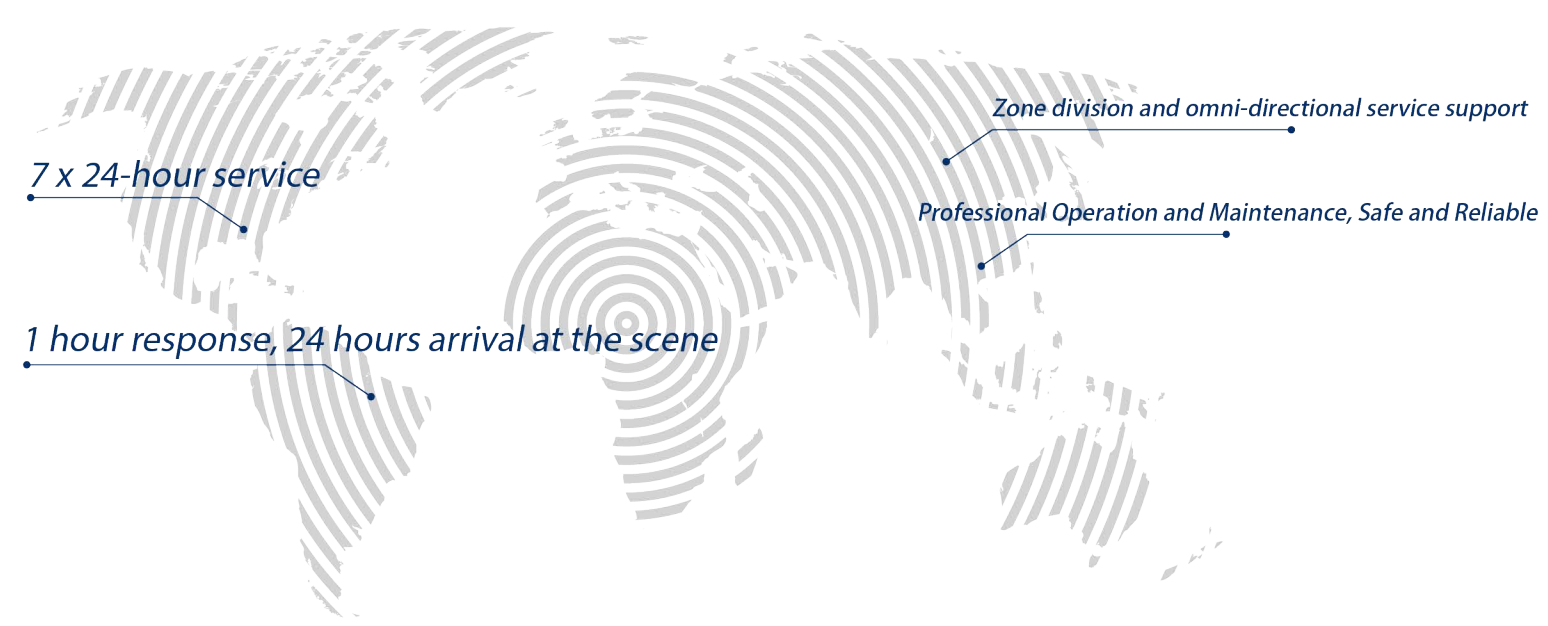 Zone division and omni-directional service support
7 x 24-hour service
Professional Operation and Maintenance, Safe and Reliable
1 hour response, 24 hours arrival at the scene